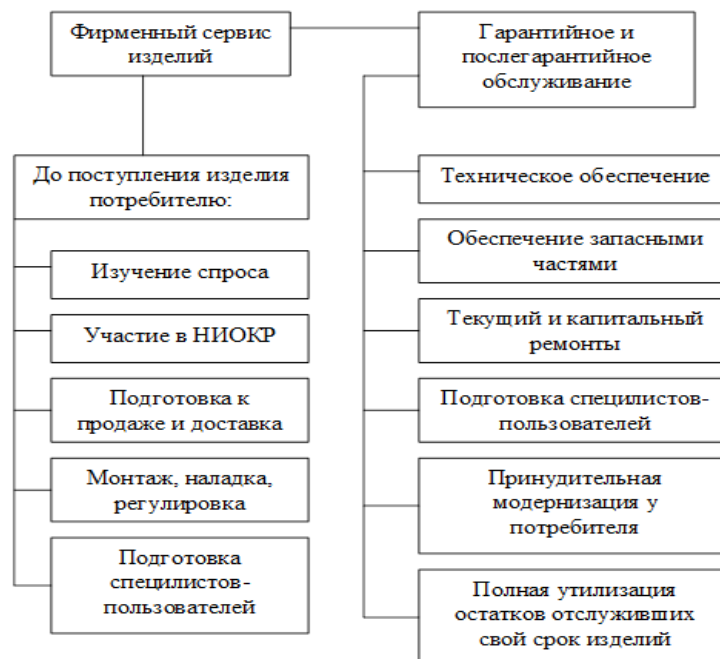 Фирменный сервис
изделий
Гарантийное и
послегарантийное
обслуживание
До поступления изделия
потребителю:
Изучение спроса
Участие в НИОКР
Подготовка к
продаже и доставка
Монтаж, наладка,
регулировка
Подготовка
специлистов-
пользователей
Техническое обеспечение
Обеспечение запасными
частями
Текущий и капитальный
ремонты
Подготовка специлистов-
пользователей
Принудительная
модернизация у
потребителя
Полная утилизация
остатков отслуживших
свой срок изделий